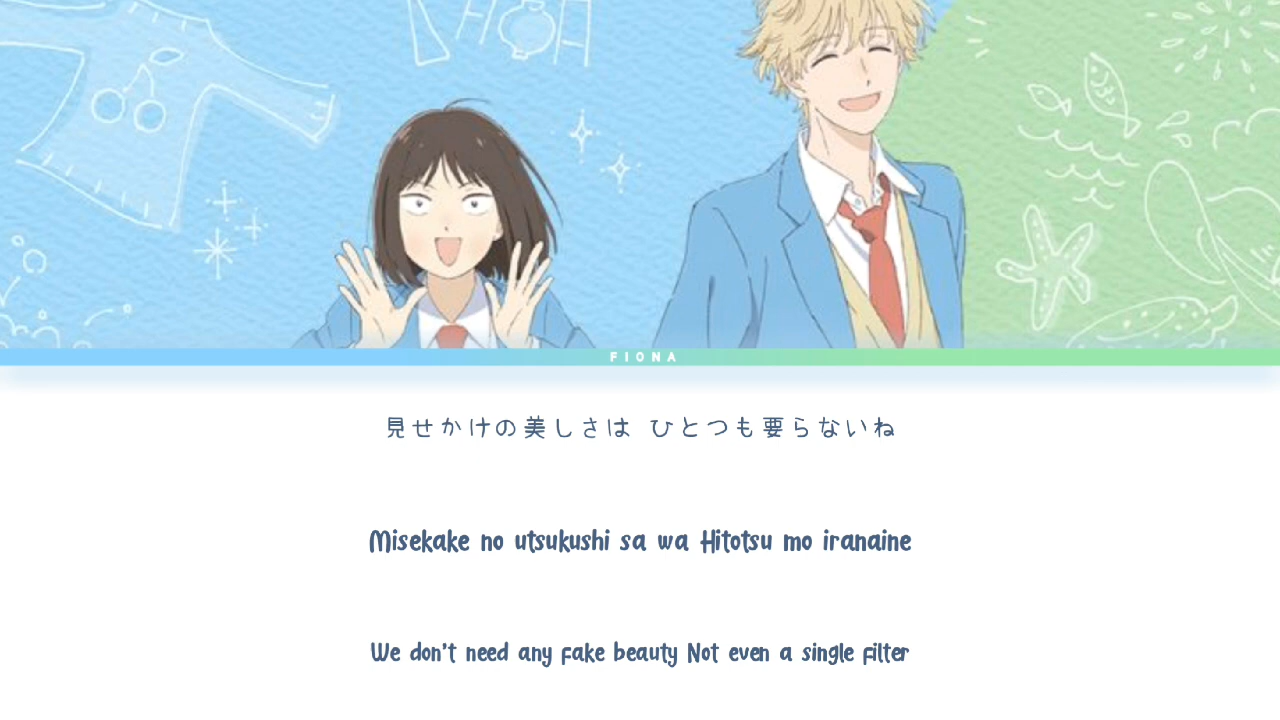 FIONA
見せかけの美しさは ひとつも要らないね
Misekake no utsukushi sa wa Hitotsu mo iranaine
We don't need any fake beauty Not even a single filter